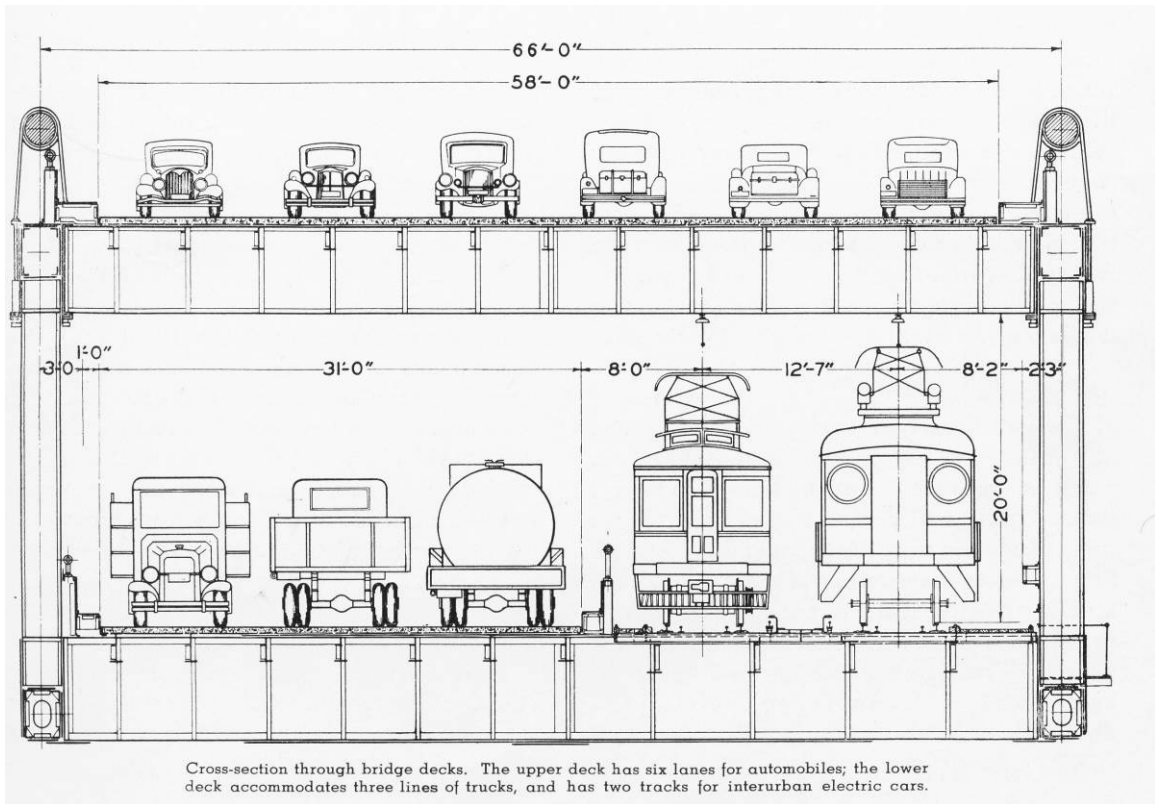 66'-0"
58'-0"
1'-0"
3'-0 31'-0" 8'-0" 12'-7" 8'-2" 2'-3"
20'-0"
Cross-section through bridge decks. The upper deck has six lanes for automobiles; the lower
deck accommodates three lines of trucks, and has two tracks for interurban electric cars.